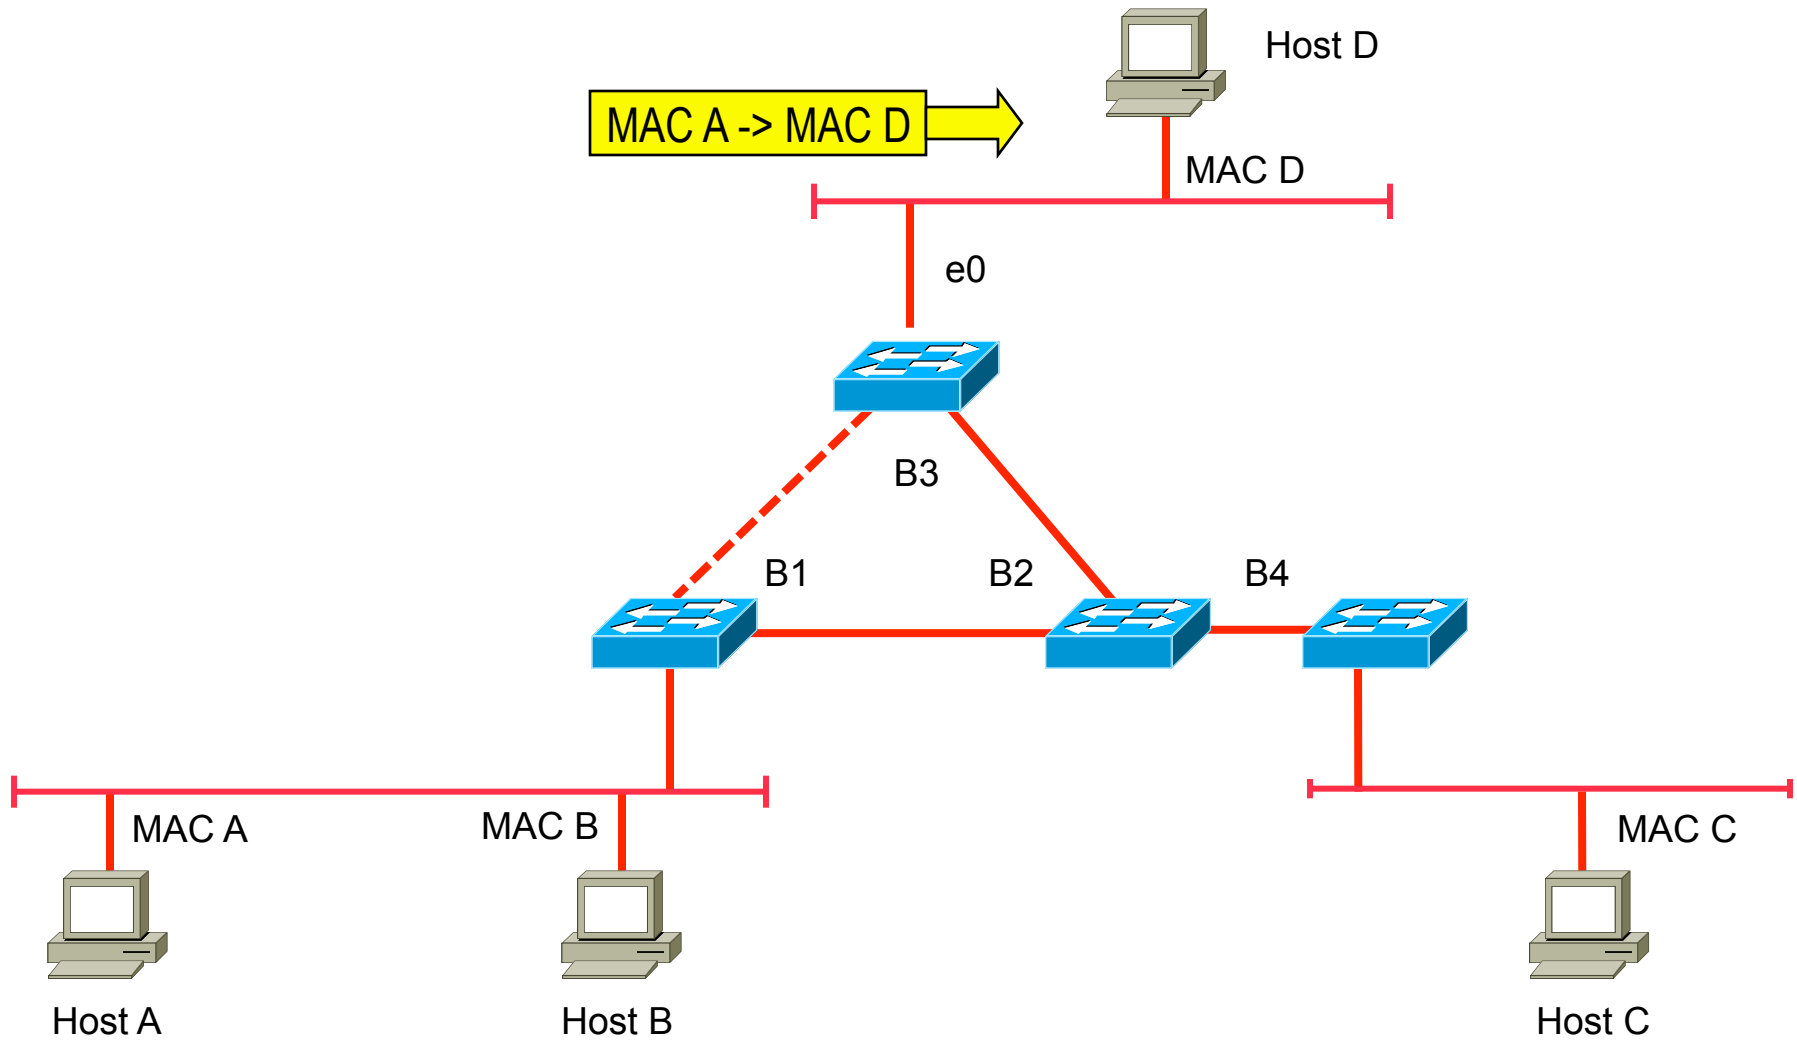 Host D
MAC A -> MAC D
MAC D
e0
B3
B1
B2
B4
MAC A
MAC B
MAC C
Host A
Host B
Host C